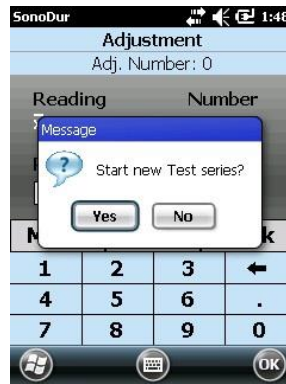 SonoDur 1:48
Adjustment
Adj. Number: 0
Reading Number
Message
Start new Test series?
Yes No
1 2 3
4 5 6 .
7 8 9 0
OK